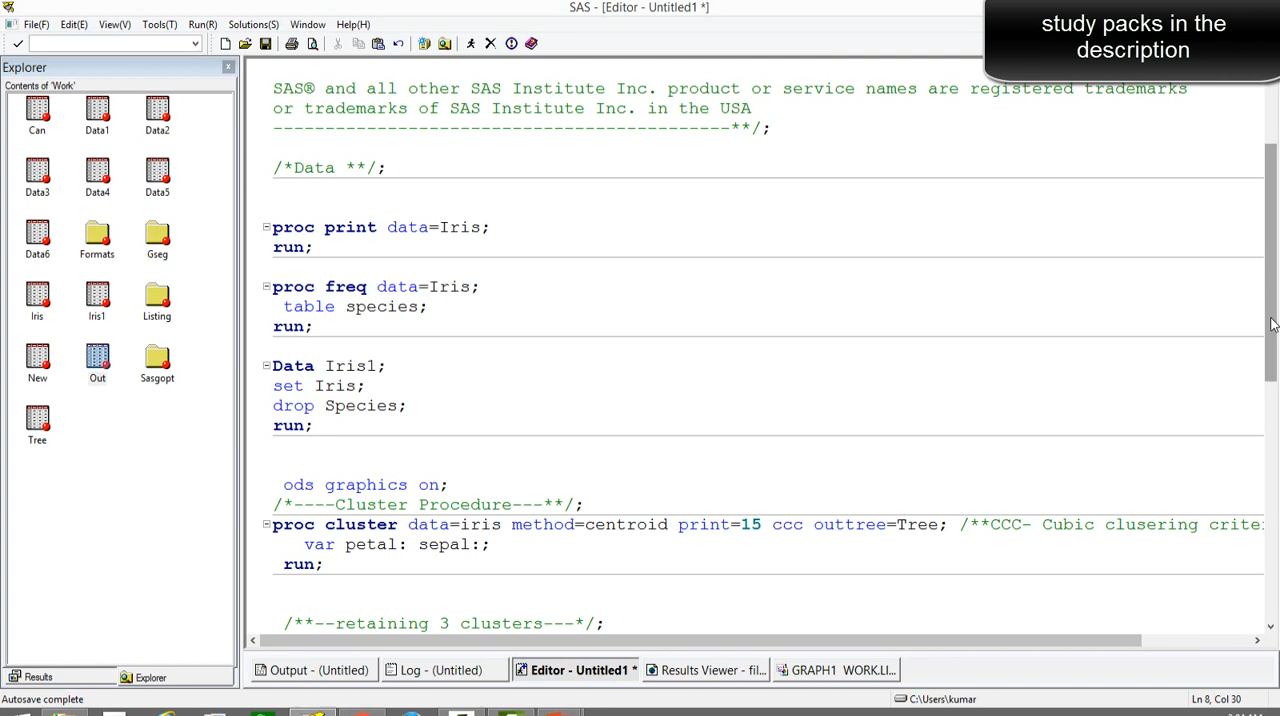 SAS - [Editor - Untitled1 *]
study packs in the
description
File(F) Edit(E) View(V) Tools(T) Run(R) Solutions(S) Window Help(H)
Explorer
Contents of 'Work'
Can Data1 Data2
Data3 Data4 Data5
Data6 Formats Gseg
Iris Iris1 Listing
New Out Sasgopt
Tree
SAS® and all other SAS Institute Inc. product or service names are registered trademarks
or trademarks of SAS Institute Inc. in the USA
--------------------------------------------**/;
/*Data **/;
proc print data=Iris;
run;
proc freq data=Iris;
table species;
run;
Data Iris1;
set Iris;
drop Species;
run;
ods graphics on;
/*----Cluster Procedure---**/;
proc cluster data=iris method=centroid print=15 ccc outtree=Tree; /**CCC- Cubic clusering criter
var petal: sepal:;
run;
/**--retaining 3 clusters---*/;
Results Explorer
Output - (Untitled) Log - (Untitled) Editor - Untitled1 * Results Viewer - fil... GRAPH1 WORK.LI...
Autosave complete C:\Users\kumar Ln 8, Col 30